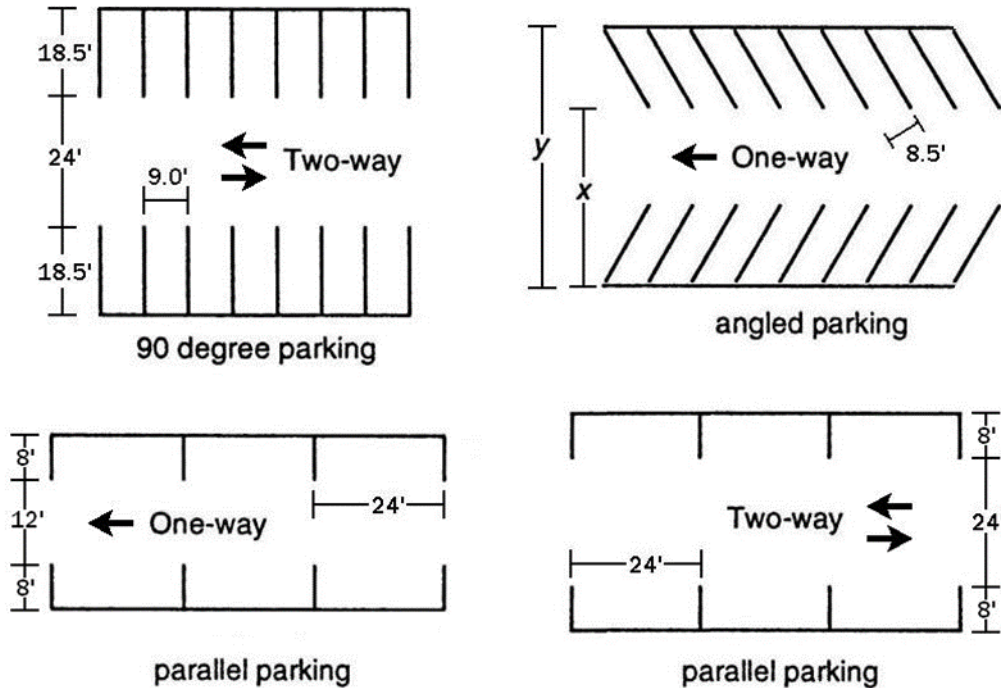 18.5'
24'
9.0'
Two-way
18.5'
90 degree parking
y
x
One-way
8.5'
angled parking
8'
12'
One-way
24'
8'
parallel parking
8'
Two-way
24
24'
8'
parallel parking